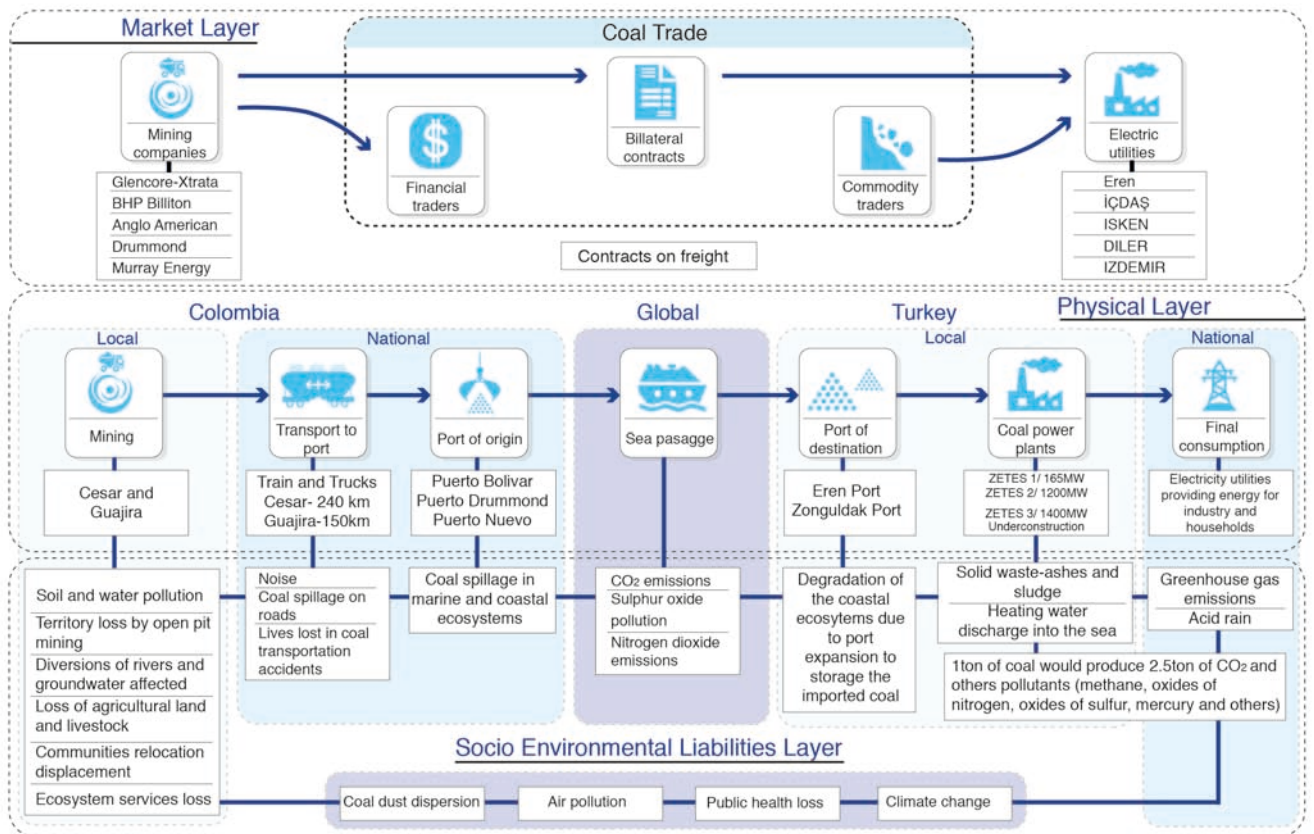 Market Layer
Coal Trade
Mining
companies
Glencore-Xtrata
BHP Billiton
Anglo American
Drummond
Murray Energy
Financial
traders
Billateral
contracts
Commodity
traders
Electric
utilities
Eren
İÇDAŞ
ISKEN
DILER
IZDEMIR
Contracts on freight
Physical Layer
Colombia
Global
Turkey
Local
National
Local
National
Mining
Transport to
port
Port of origin
Sea pasagge
Port of
destination
Coal power
plants
Final
consumption
Cesar and
Guajira
Train and Trucks
Cesar- 240 km
Guajira-150km
Puerto Bolivar
Puerto Drummond
Puerto Nuevo
Eren Port
Zonguldak Port
ZETES 1/ 165MW
ZETES 2/ 1200MW
ZETES 3/ 1400MW
Underconstruction
Electricity utilities
providing energy for
industry and
households
Soil and water pollution
Territory loss by open pit
mining
Diversions of rivers and
groundwater affected
Loss of agricultural land
and livestock
Communities relocation
displacement
Ecosystem services loss
Noise
Coal spillage on
roads
Lives lost in coal
transportation
accidents
Coal spillage in
marine and coastal
ecosystems
CO2 emissions
Sulphur oxide
pollution
Nitrogen dioxide
emissions
Degradation of
the coastal
ecosytems due
to port
expansion to
storage the
imported coal
Solid waste-ashes and
sludge
Heating water
discharge into the sea
Greenhouse gas
emissions
Acid rain
1ton of coal would produce 2.5ton of CO2 and
others pollutants (methane, oxides of
nitrogen, oxides of sulfur, mercury and others)
Socio Environmental Liabilities Layer
Coal dust dispersion
Air pollution
Public health loss
Climate change